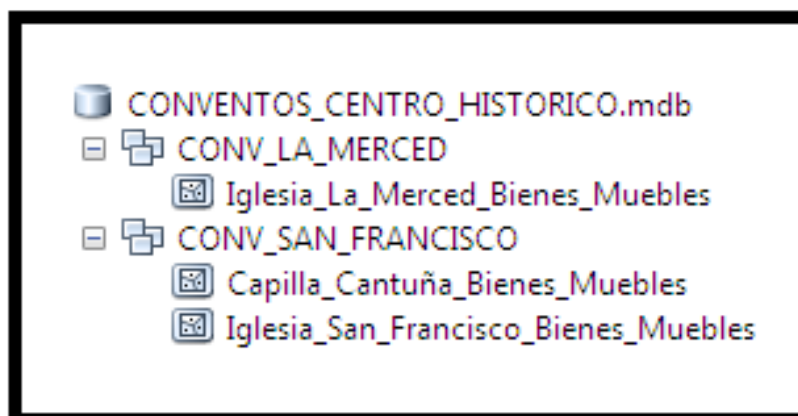 CONVENTOS_CENTRO_HISTORICO.mdb
CONV_LA_MERCED
Iglesia_La_Merced_Bienes_Muebles
CONV_SAN_FRANCISCO
Capilla_Cantuña_Bienes_Muebles
Iglesia_San_Francisco_Bienes_Muebles